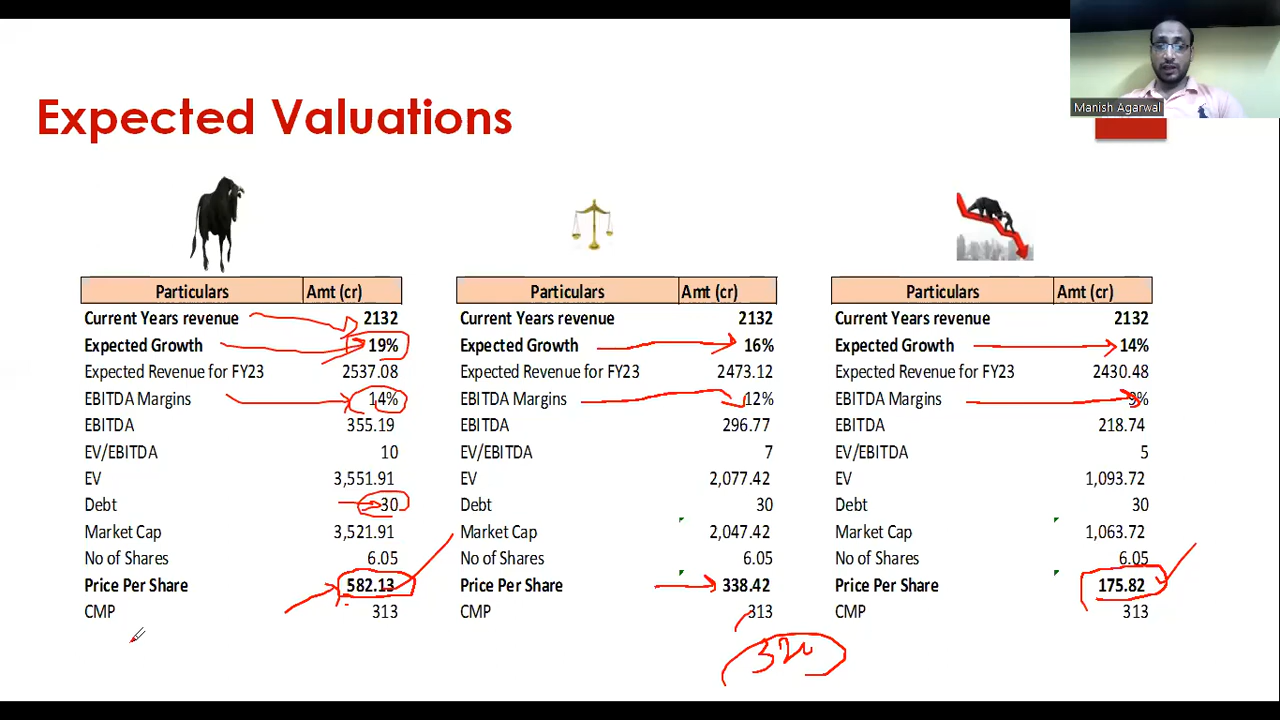 Manish Agarwal
Expected Valuations
Particulars Amt (cr)
Current Years revenue 2132
Expected Growth 19%
Expected Revenue for FY23 2537.08
EBITDA Margins 14%
EBITDA 355.19
EV/EBITDA 10
EV 3,551.91
Debt 30
Market Cap 3,521.91
No of Shares 6.05
Price Per Share 582.13
CMP 313
Particulars Amt (cr)
Current Years revenue 2132
Expected Growth 16%
Expected Revenue for FY23 2473.12
EBITDA Margins 12%
EBITDA 296.77
EV/EBITDA 7
EV 2,077.42
Debt 30
Market Cap 2,047.42
No of Shares 6.05
Price Per Share 338.42
CMP 313
320
Particulars Amt (cr)
Current Years revenue 2132
Expected Growth 14%
Expected Revenue for FY23 2430.48
EBITDA Margins 9%
EBITDA 218.74
EV/EBITDA 5
EV 1,093.72
Debt 30
Market Cap 1,063.72
No of Shares 6.05
Price Per Share 175.82
CMP 313